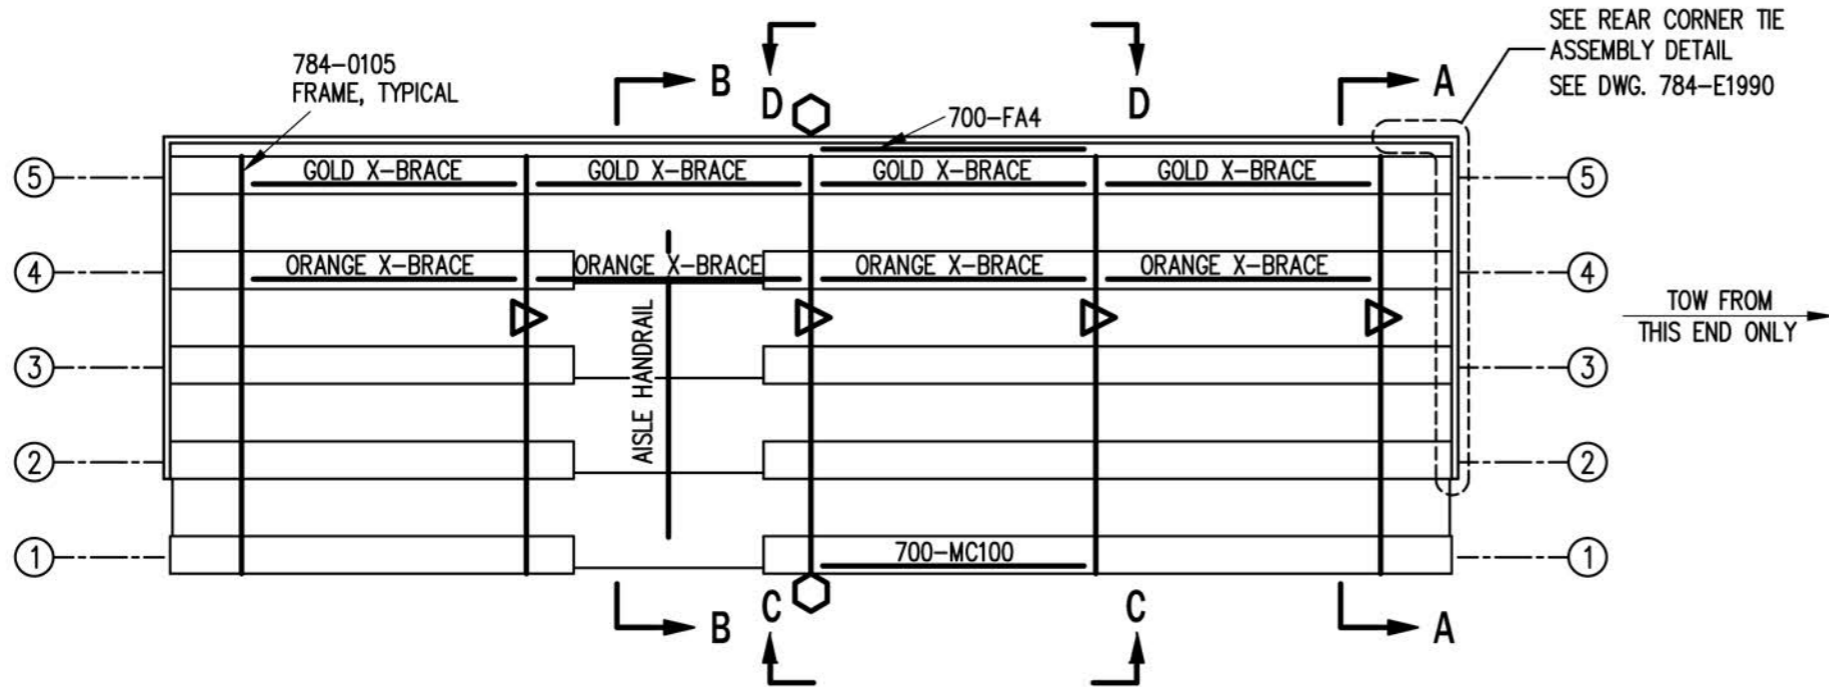 SEE REAR CORNER TIE
ASSEMBLY DETAIL
SEE DWG. 784-E1990
784-0105
FRAME, TYPICAL
B
D
D
A
700-FA4
5
GOLD X-BRACE
GOLD X-BRACE
GOLD X-BRACE
GOLD X-BRACE
5
4
ORANGE X-BRACE
ORANGE X-BRACE
ORANGE X-BRACE
ORANGE X-BRACE
4
TOW FROM
THIS END ONLY
3
AISLE HANDRAIL
3
2
2
1
700-MC100
1
B
C
C
A